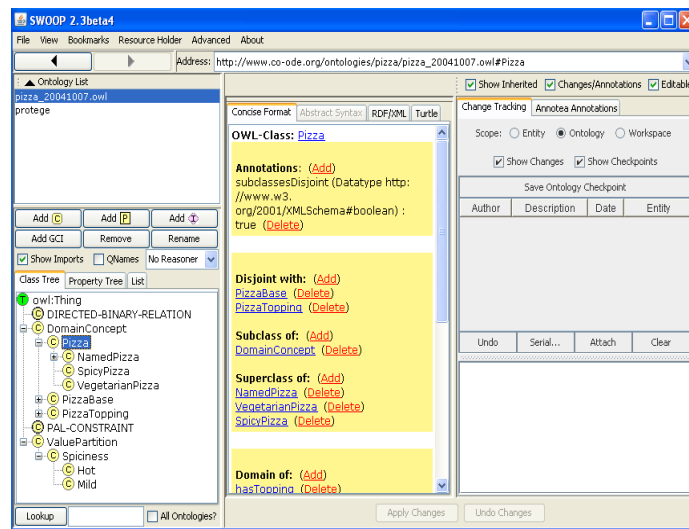 SWOOP 2.3beta4
File View Bookmarks Resource Holder Advanced About
Address: http://www.co-ode.org/ontologies/pizza/pizza_20041007.owl#Pizza
Ontology List
pizza_20041007.owl
protege
Add C Add P Add I
Add GCI Remove Rename
Show Imports QNames No Reasoner
Class Tree Property Tree List
T owl:Thing
C DIRECTED-BINARY-RELATION
C DomainConcept
C Pizza
C NamedPizza
C SpicyPizza
C VegetarianPizza
C PizzaBase
C PizzaTopping
C PAL-CONSTRAINT
C ValuePartition
C Spiciness
C Hot
C Mild
Lookup All Ontologies?
Show Inherited Changes/Annotations Editable
Concise Format Abstract Syntax RDF/XML Turtle
OWL-Class: Pizza
Annotations: (Add)
subclassesDisjoint (Datatype http:
//www.w3.
org/2001/XMLSchema#boolean) :
true (Delete)
Disjoint with: (Add)
PizzaBase (Delete)
PizzaTopping (Delete)
Subclass of: (Add)
DomainConcept (Delete)
Superclass of: (Add)
NamedPizza (Delete)
VegetarianPizza (Delete)
SpicyPizza (Delete)
Domain of: (Add)
hasTopping (Delete)
Change Tracking Annotea Annotations
Scope: Entity Ontology Workspace
Show Changes Show Checkpoints
Save Ontology Checkpoint
Author Description Date Entity
Undo Serial... Attach Clear
Apply Changes Undo Changes